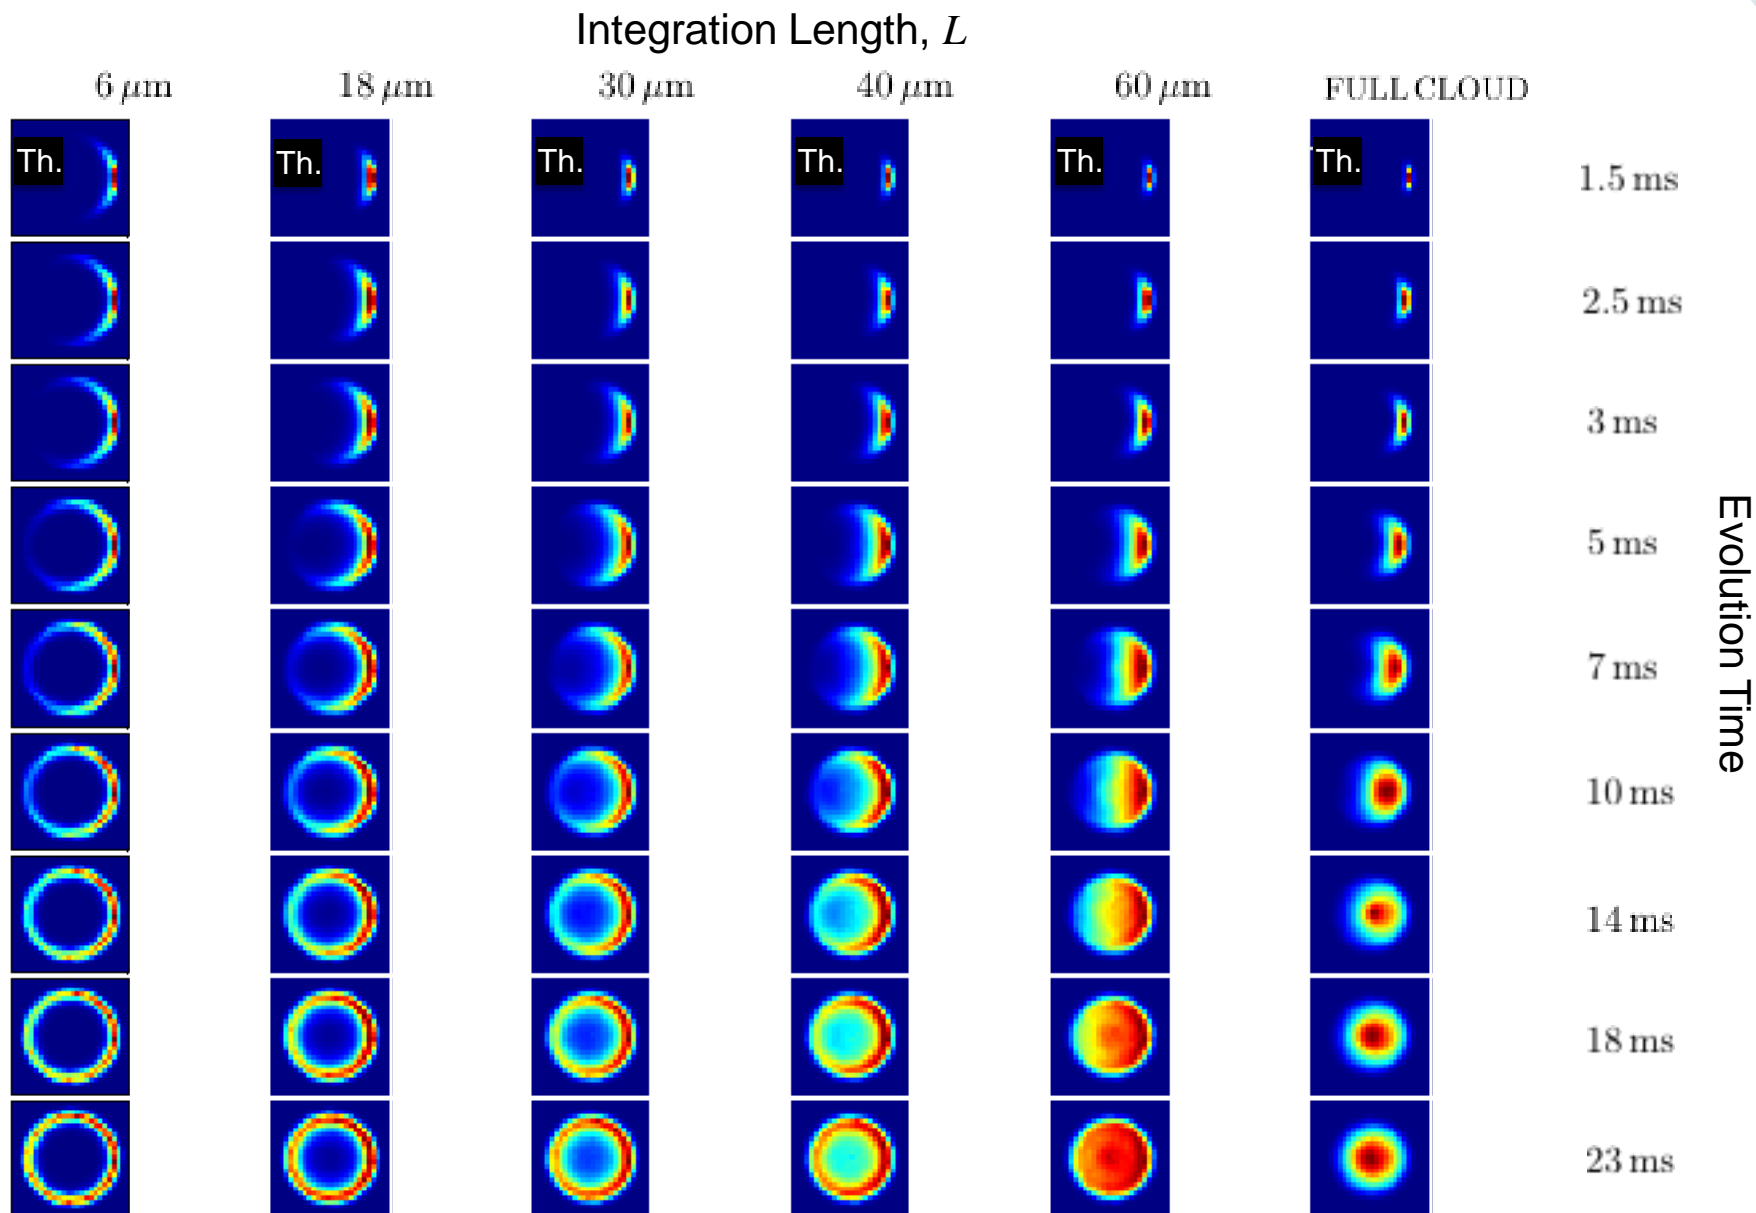 Integration Length, L
6 μm 18 μm 30 μm 40 μm 60 μm FULL CLOUD
Th. Th. Th. Th. Th. Th.
1.5 ms
2.5 ms
3 ms
5 ms
7 ms
10 ms
14 ms
18 ms
23 ms
Evolution Time